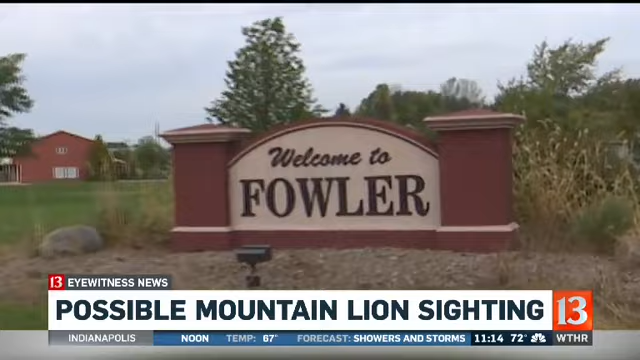 Welcome to
FOWLER
13 EYEWITNESS NEWS
POSSIBLE MOUNTAIN LION SIGHTING 13
INDIANAPOLIS NOON TEMP: 67° FORECAST: SHOWERS AND STORMS 11:14 72° NBC WTHR